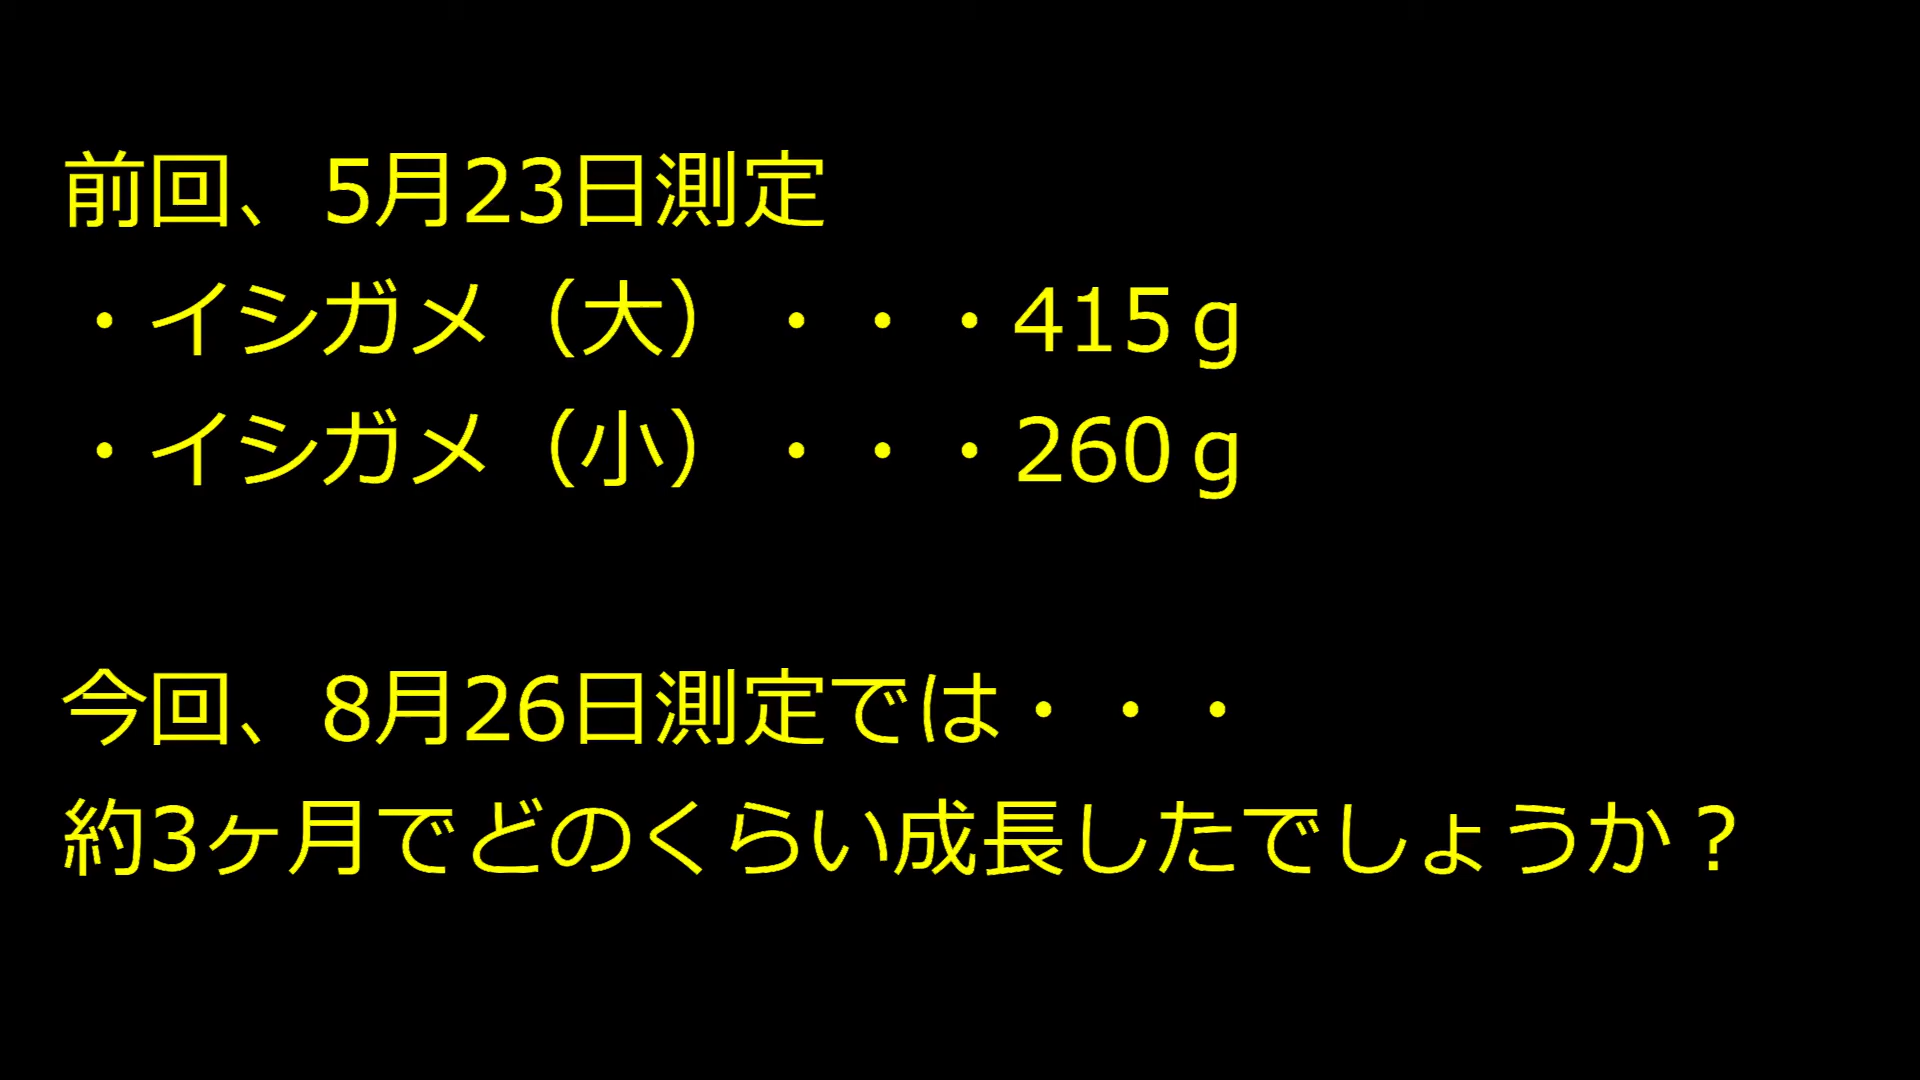 前回、5月23日測定
・イシガメ（大）・・・415ｇ
・イシガメ（小）・・・260ｇ
今回、8月26日測定では・・・
約3ヶ月でどのくらい成長したでしょうか？